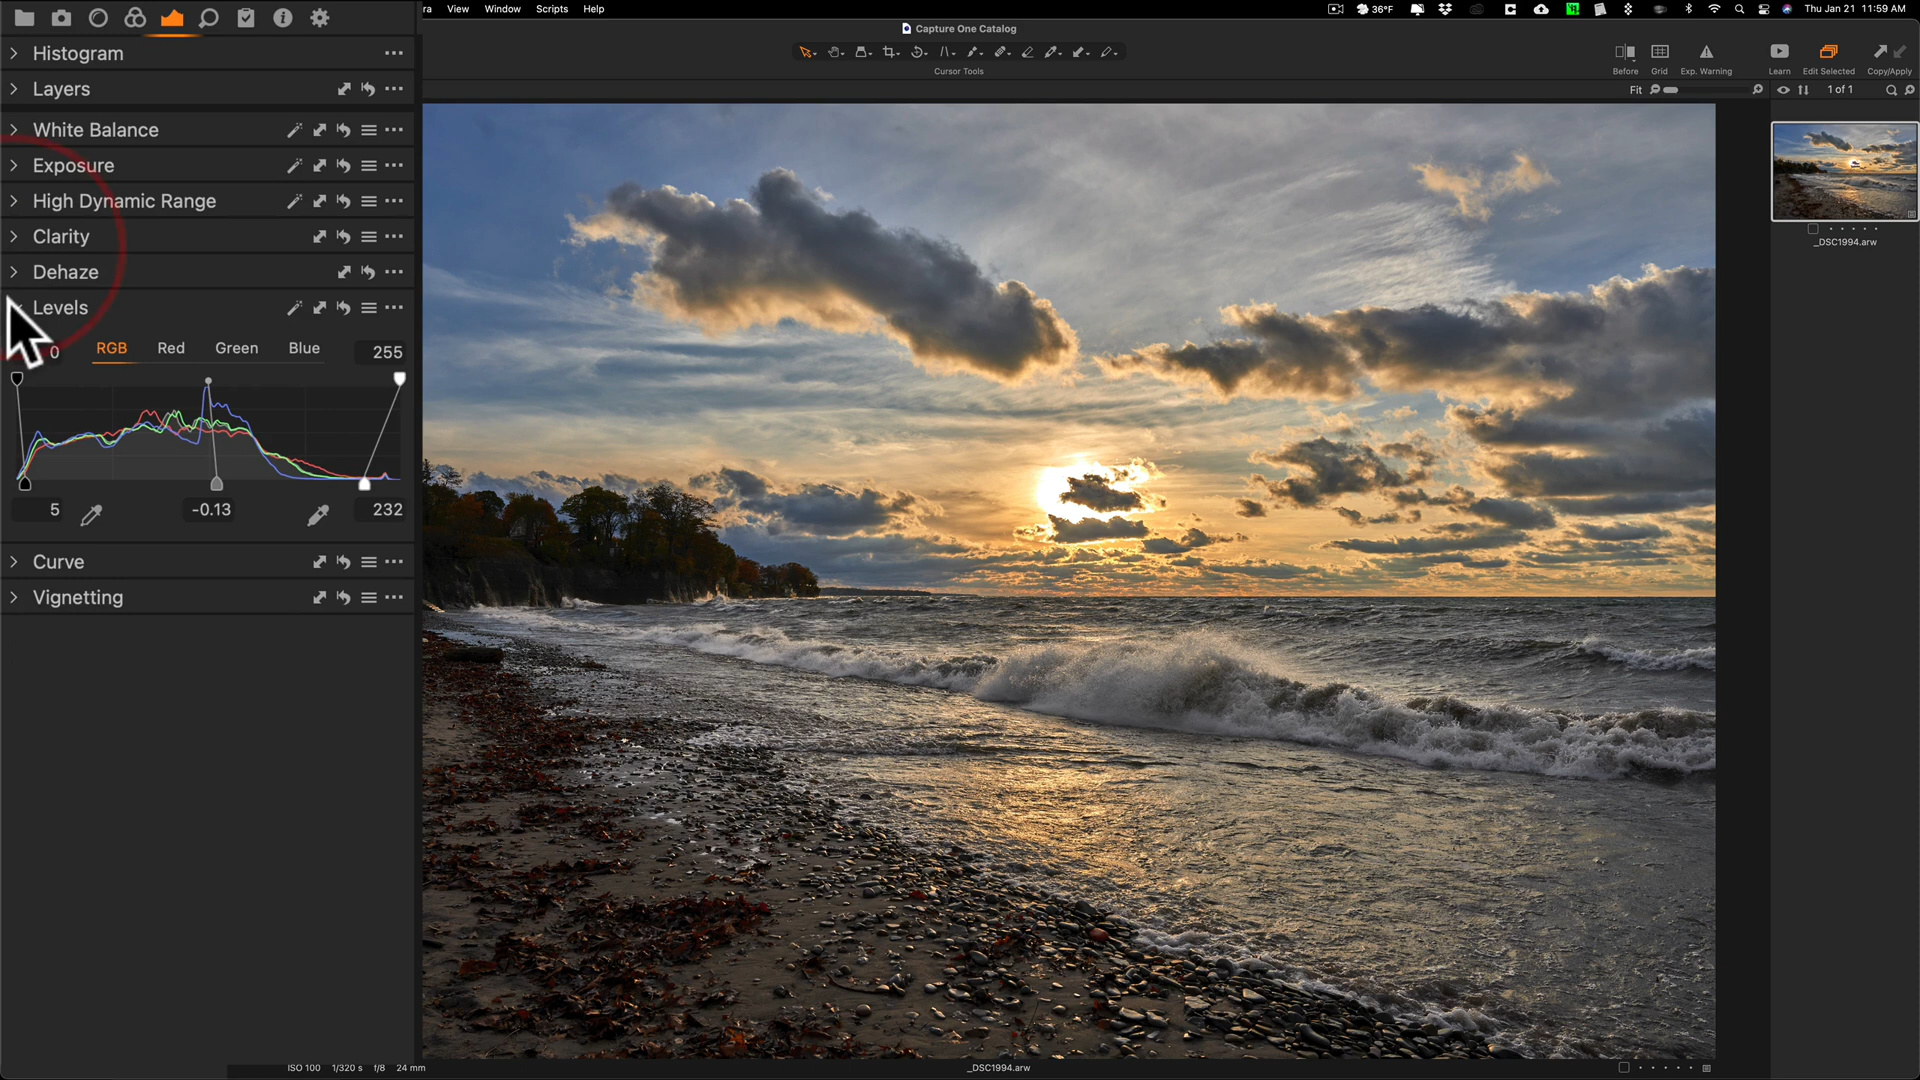 ra View Window Scripts Help 36°F Thu Jan 21 11:59 AM
Capture One Catalog
Cursor Tools
Before Grid Exp. Warning Learn Edit Selected Copy/Apply
Fit 1 of 1
Histogram
Layers
White Balance
Exposure
High Dynamic Range
Clarity
Dehaze
Levels
0 RGB Red Green Blue 255
5 -0.13 232
Curve
Vignetting
_DSC1994.arw
ISO 100 1/320 s f/8 24 mm
_DSC1994.arw